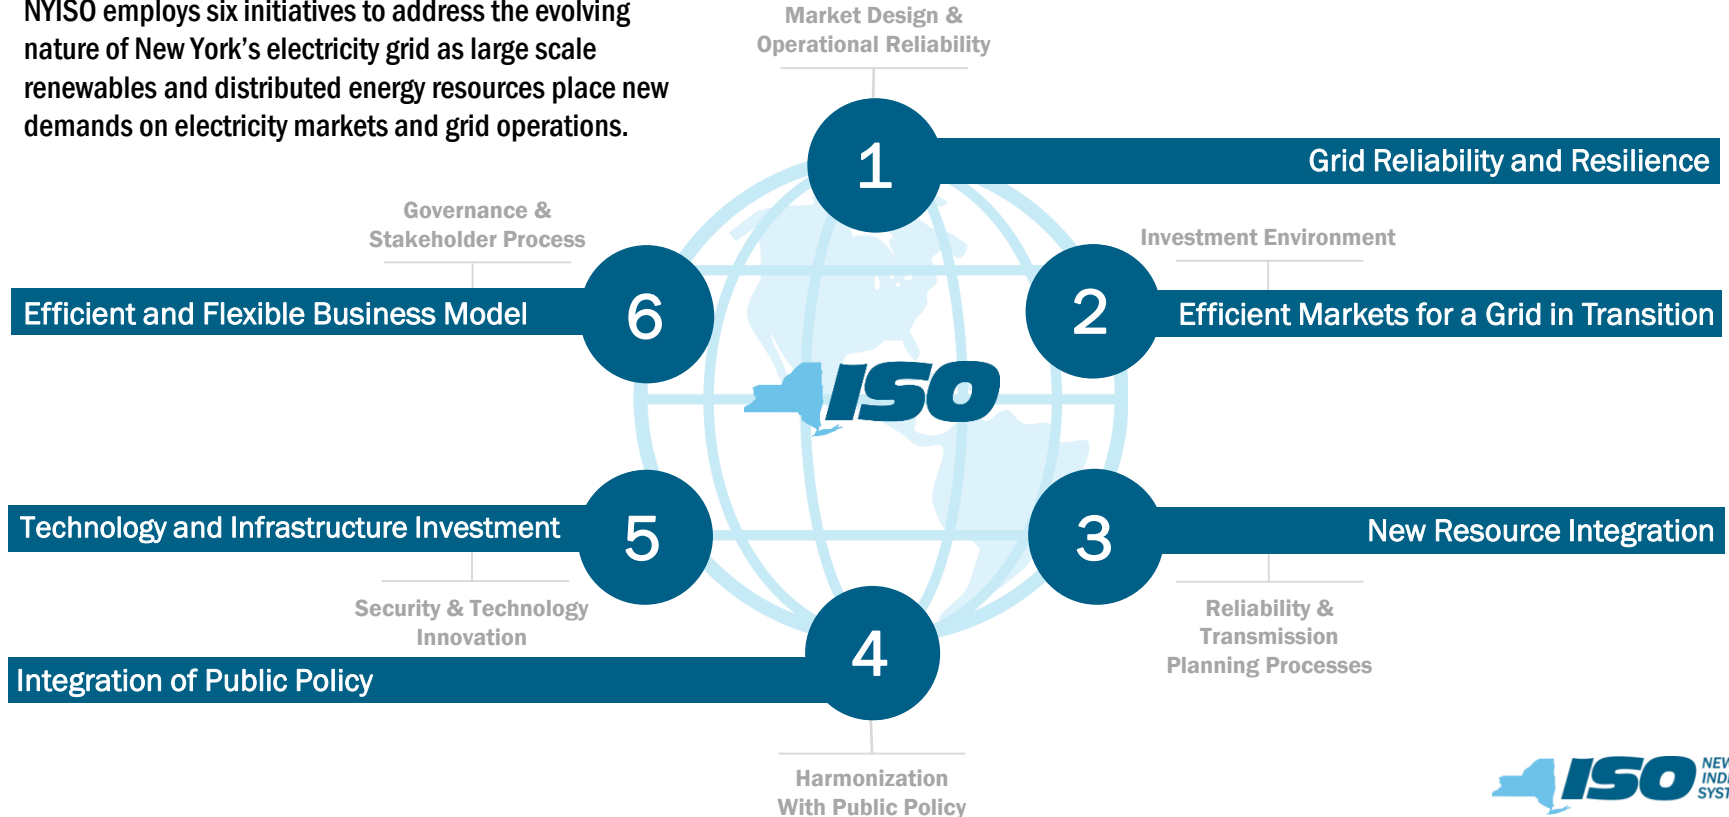 NYISO employs six initiatives to address the evolving
nature of New York's electricity grid as large scale
renewables and distributed energy resources place new
demands on electricity markets and grid operations.
Market Design &
Operational Reliability
1
Grid Reliability and Resilience
Investment Environment
2
Efficient Markets for a Grid in Transition
3
New Resource Integration
Reliability &
Transmission
Planning Processes
4
Integration of Public Policy
Harmonization
With Public Policy
5
Technology and Infrastructure Investment
Security & Technology
Innovation
Governance &
Stakeholder Process
6
Efficient and Flexible Business Model
ISO
ISO